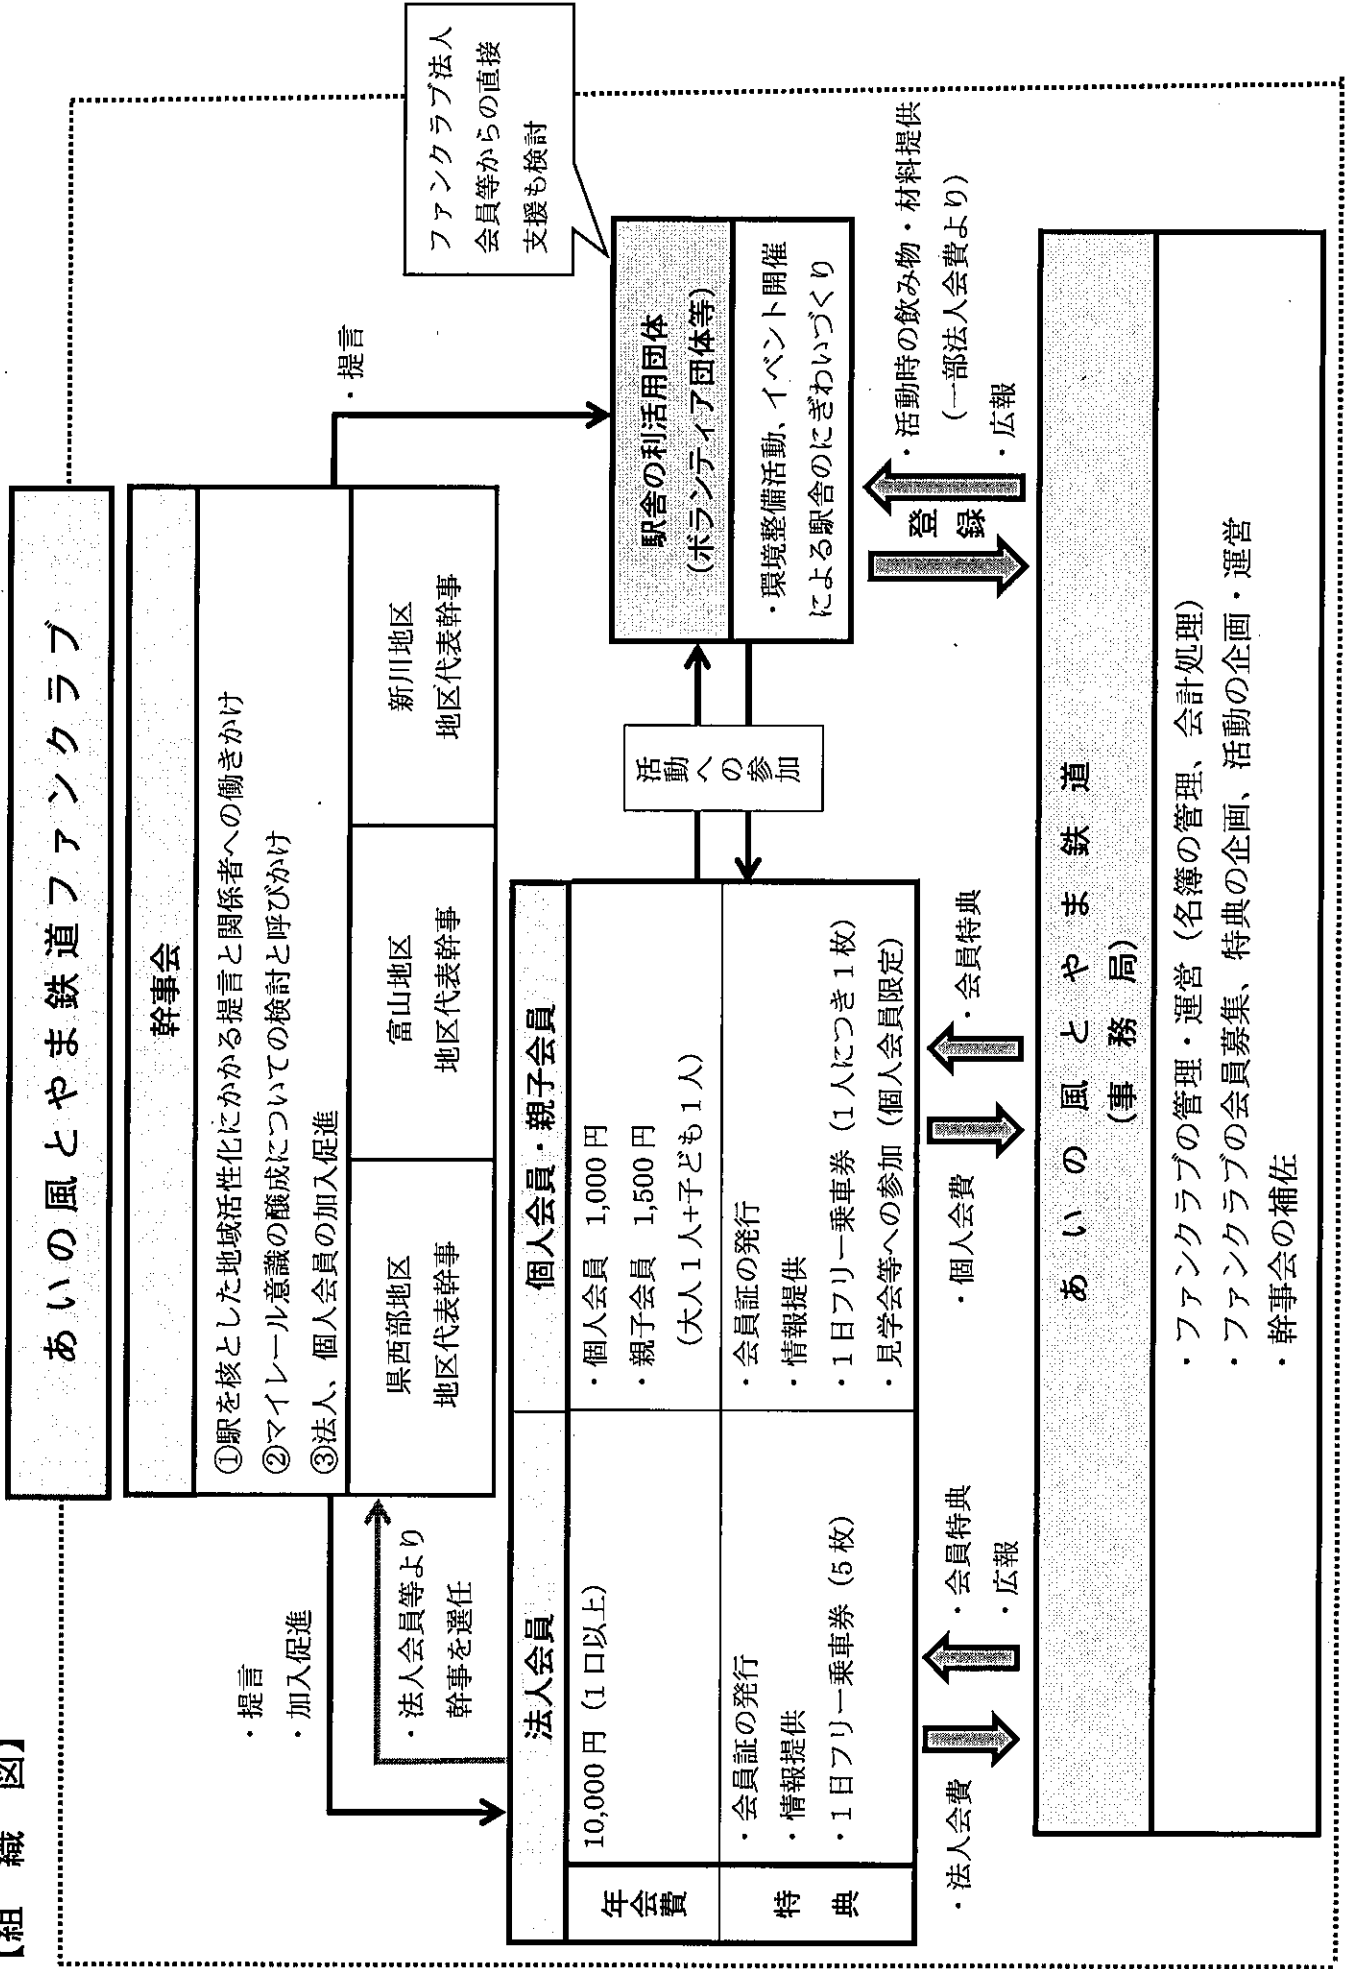 【組　織　図】
あいの風とやま鉄道ファンクラブ
幹事会
①駅を核とした地域活性化にかかる提言と関係者への働きかけ
②マイレール意識の醸成についての検討と呼びかけ
③法人、個人会員の加入促進
県西部地区
地区代表幹事
富山地区
地区代表幹事
新川地区
地区代表幹事
・提言
・加入促進
・法人会員等より
幹事を選任
・提言
ファンクラブ法人
会員等からの直接
支援も検討
法人会員
個人会員・親子会員
年会費
10,000円（1口以上）
・個人会員　1,000円
・親子会員　1,500円
（大人1人+子ども1人）
特典
・会員証の発行
・情報提供
・1日フリー乗車券（5枚）
・会員証の発行
・情報提供
・1日フリー乗車券（1人につき1枚）
・見学会等への参加（個人会員限定）
活動への参加
駅舎の利活用団体
（ボランティア団体等）
・環境整備活動、イベント開催
による駅舎のにぎわいづくり
・法人会費
・会員特典
・広報
・個人会費
・会員特典
登録
・活動時の飲み物・材料提供
（一部法人会費より）
・広報
あいの風とやま鉄道
（事務局）
・ファンクラブの管理・運営（名簿の管理、会計処理）
・ファンクラブの会員募集、特典の企画、活動の企画・運営
・幹事会の補佐